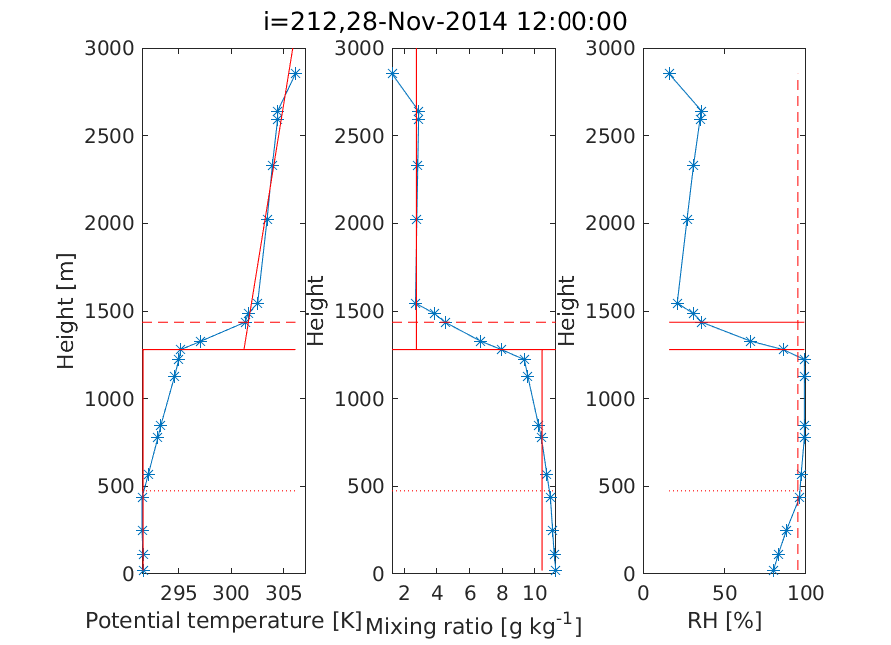 i=212,28-Nov-2014 12:00:00
3000
2500
2000
1500
1000
500
0
Height [m]
295 300 305
Potential temperature [K]
3000
2500
2000
1500
1000
500
0
Height
2 4 6 8 10
Mixing ratio [g kg-1]
3000
2500
2000
1500
1000
500
0
Height
0 50 100
RH [%]